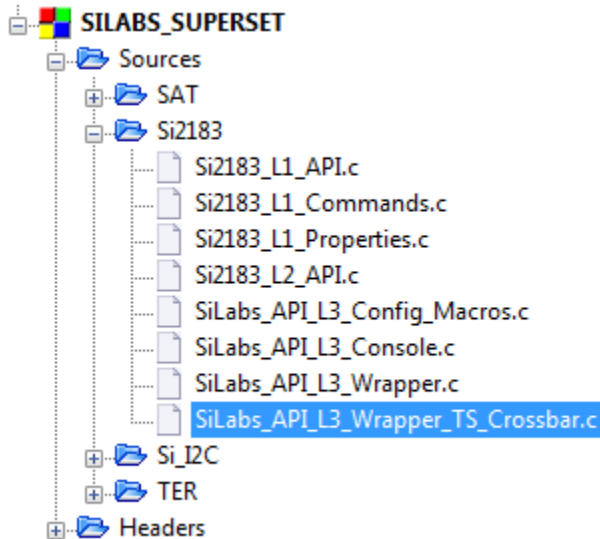 SILABS_SUPERSET
Sources
SAT
Si2183
Si2183_L1_API.c
Si2183_L1_Commands.c
Si2183_L1_Properties.c
Si2183_L2_API.c
SiLabs_API_L3_Config_Macros.c
SiLabs_API_L3_Console.c
SiLabs_API_L3_Wrapper.c
SiLabs_API_L3_Wrapper_TS_Crossbar.c
Si_I2C
TER
Headers